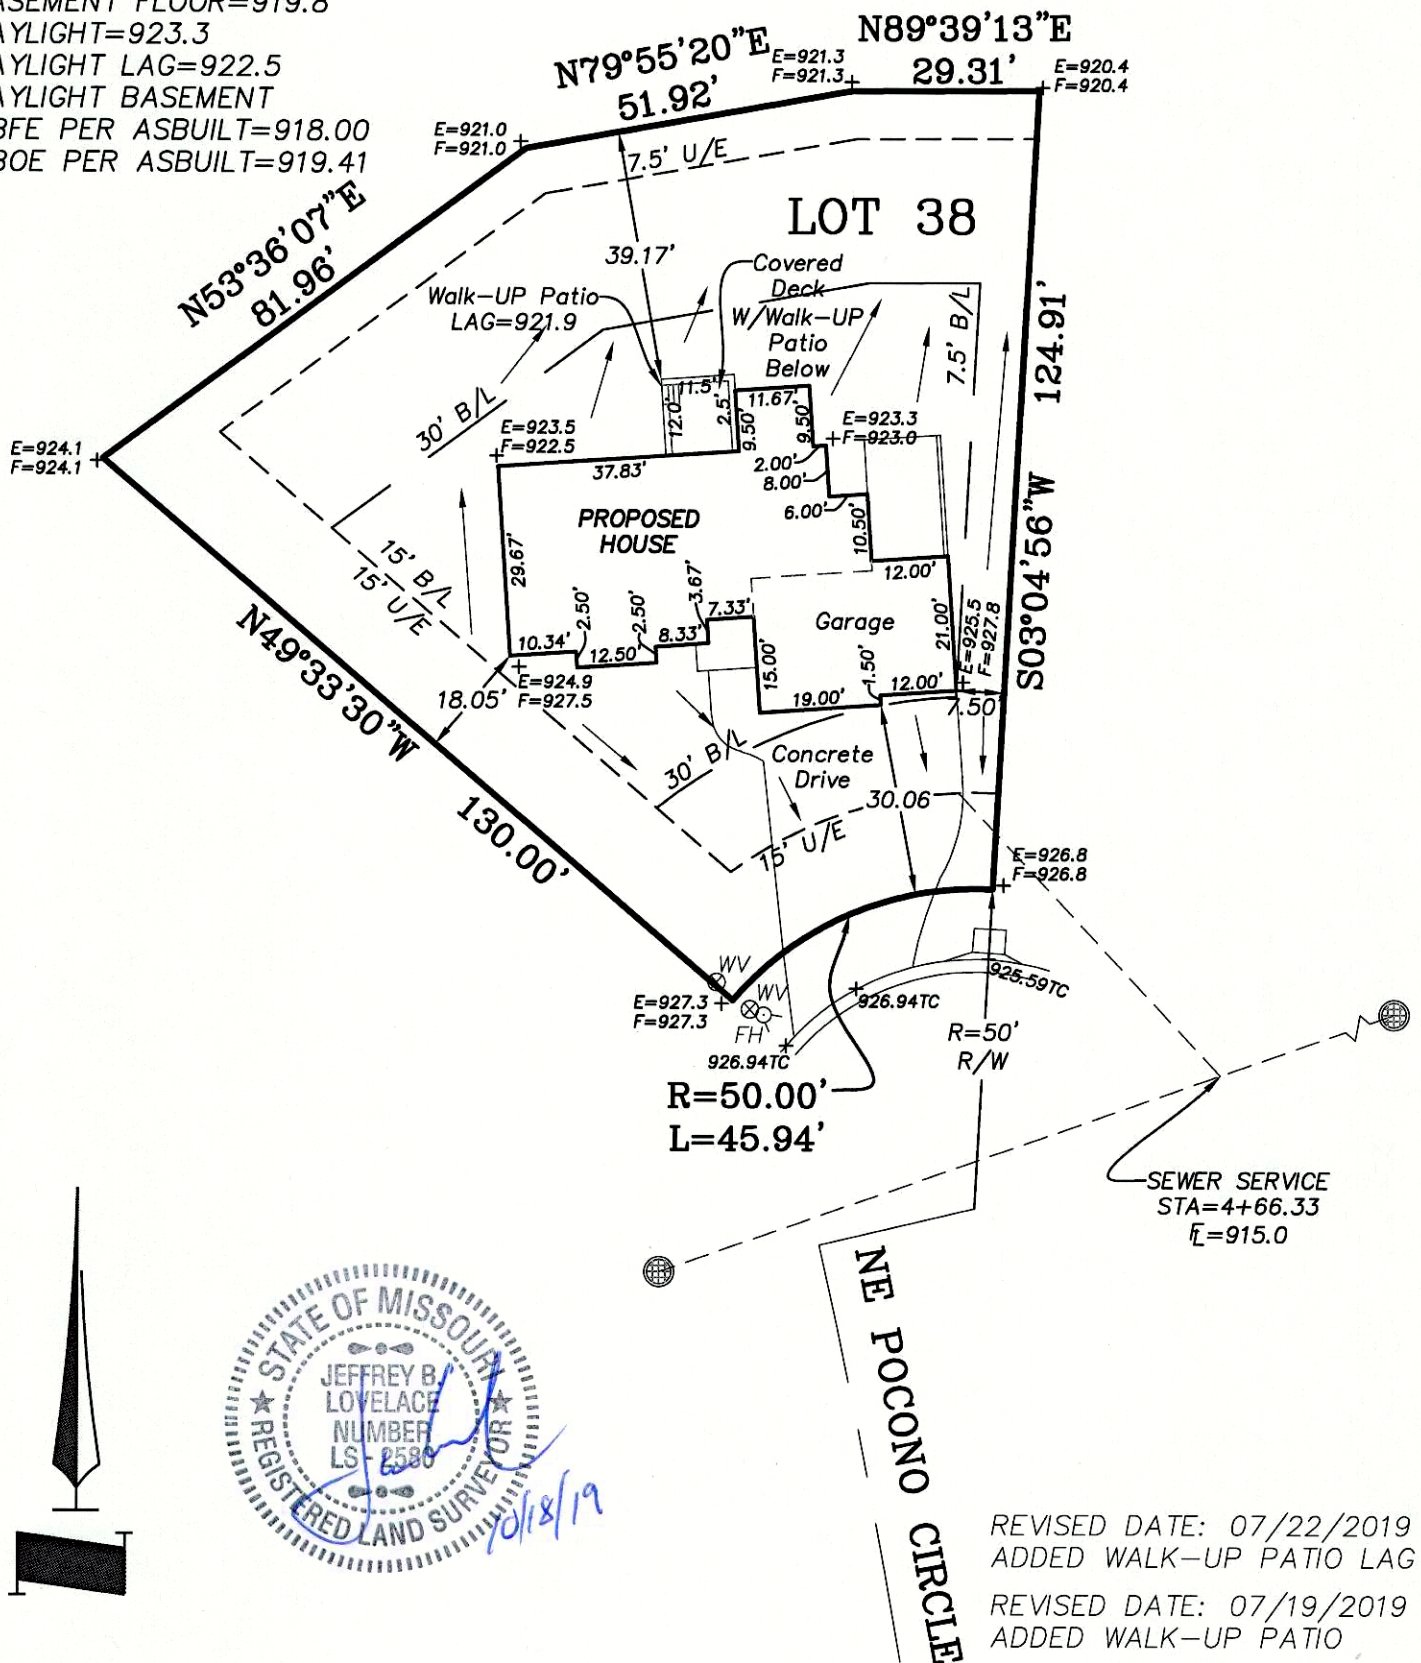 FLOOR=919.8
DAYLIGHT=923.3
DAYLIGHT LAG=922.5
DAYLIGHT BASEMENT
BFE PER ASBUILT=918.00
BOE PER ASBUILT=919.41
N79°55'20"E
51.92'
N89°39'13"E
29.31'
E=921.3
F=921.3
E=920.4
F=920.4
E=921.0
F=921.0
7.5' U/E
N53°36'07"E
81.96'
LOT 38
39.17'
Covered
Deck
W/Walk-UP
Patio
Below
Walk-UP Patio
LAG=921.9
7.5' B/L
124.91'
S03°04'56"W
30' B/L
11.5'
12.0'
2.5'
11.67'
9.50'
9.50'
E=923.3
F=923.0
E=923.5
F=922.5
E=924.1
F=924.1
37.83'
2.00'
8.00'
6.00'
10.50'
PROPOSED
HOUSE
29.67'
15' B/L
15' U/E
12.00'
Garage
21.00'
E=925.5
F=927.8
3.67'
7.33'
2.50'
2.50'
8.33'
10.34'
12.50'
15.00'
19.00'
1.50'
12.00'
7.50'
E=924.9
F=927.5
18.05'
N49°33'30"W
130.00'
30' B/L
Concrete
Drive
30.06
15' U/E
E=926.8
F=926.8
WV
WV
FH
E=927.3
F=927.3
926.94TC
926.94TC
925.59TC
R=50'
R/W
R=50.00'
L=45.94'
SEWER SERVICE
STA=4+66.33
FL=915.0
NE POCONO CIRCLE
STATE OF MISSOURI
JEFFREY B.
LOVELACE
NUMBER
LS-2580
REGISTERED LAND SURVEYOR
10/18/19
REVISED DATE: 07/22/2019
ADDED WALK-UP PATIO LAG
REVISED DATE: 07/19/2019
ADDED WALK-UP PATIO